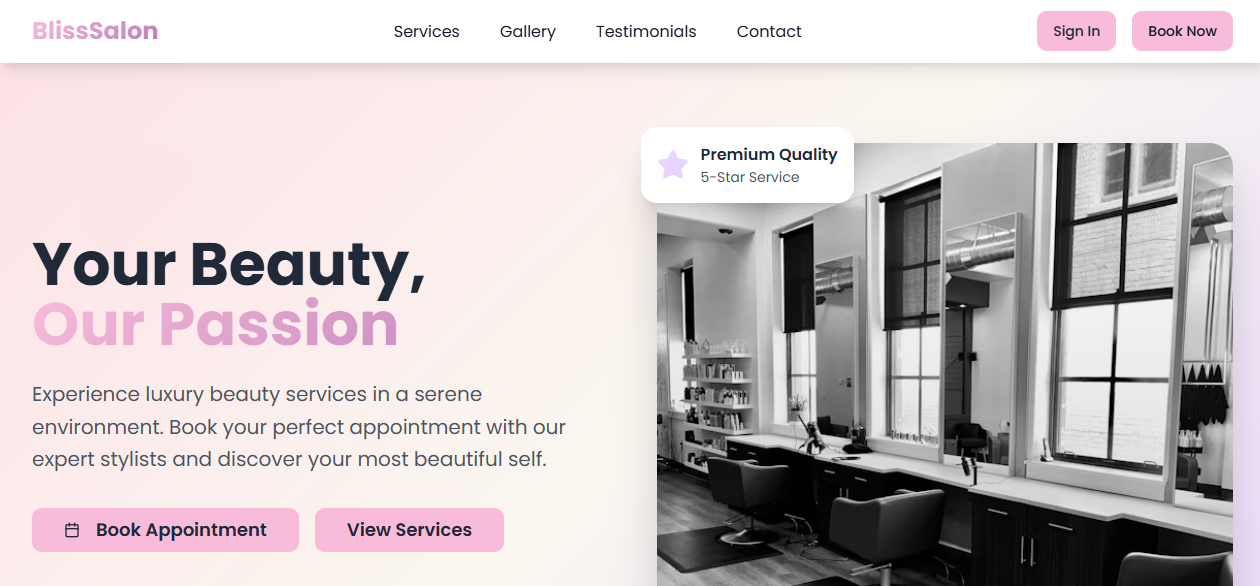 BlissSalon
Services
Gallery
Testimonials
Contact
Sign In
Book Now
Premium Quality
5-Star Service
Your Beauty,
Our Passion
Experience luxury beauty services in a serene
environment. Book your perfect appointment with our
expert stylists and discover your most beautiful self.
Book Appointment
View Services